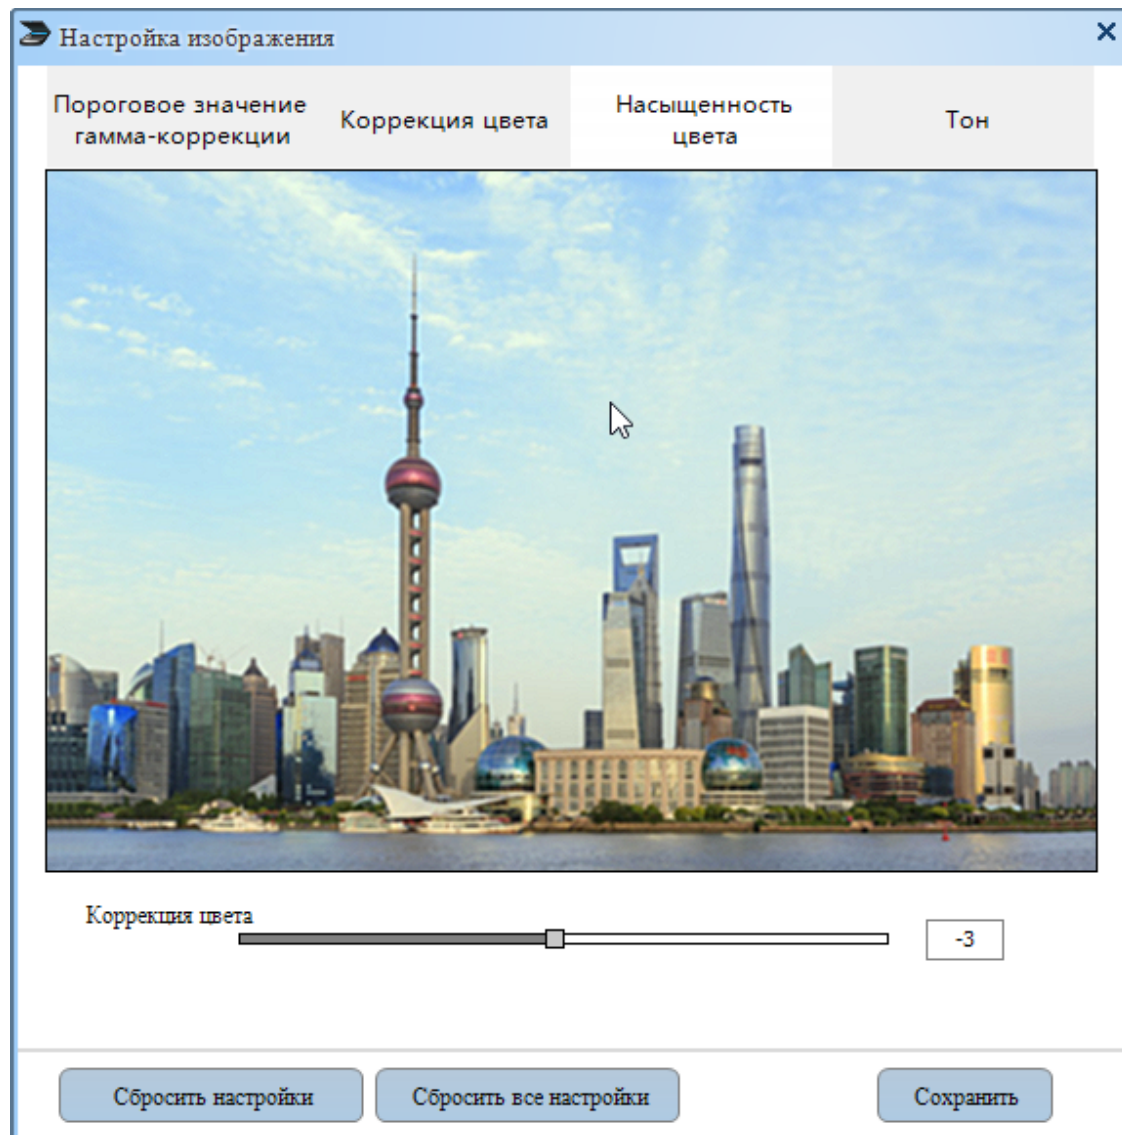 Настройка изображения
Пороговое значение
гамма-коррекции
Коррекция цвета
Насыщенность
цвета
Тон
Коррекция цвета
-3
Сбросить настройки
Сбросить все настройки
Сохранить